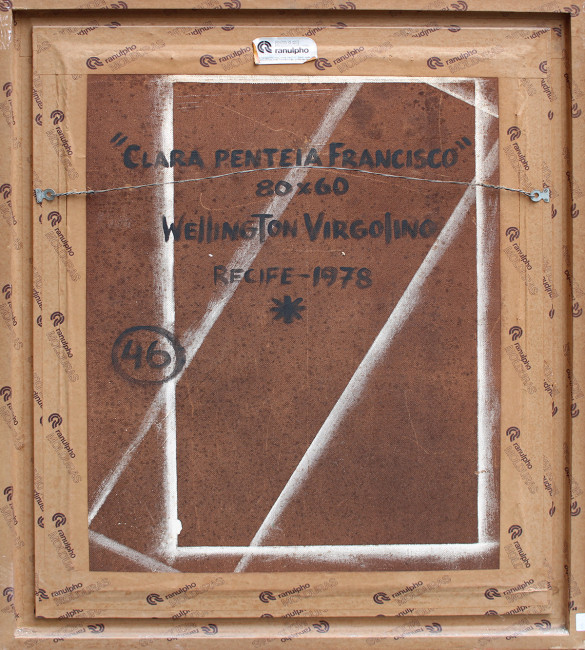 ranulpho
"CLARA PENTEIA FRANCISCO"
80x60
WELLINGTON VIRGOLINO
RECIFE-1978
*
46